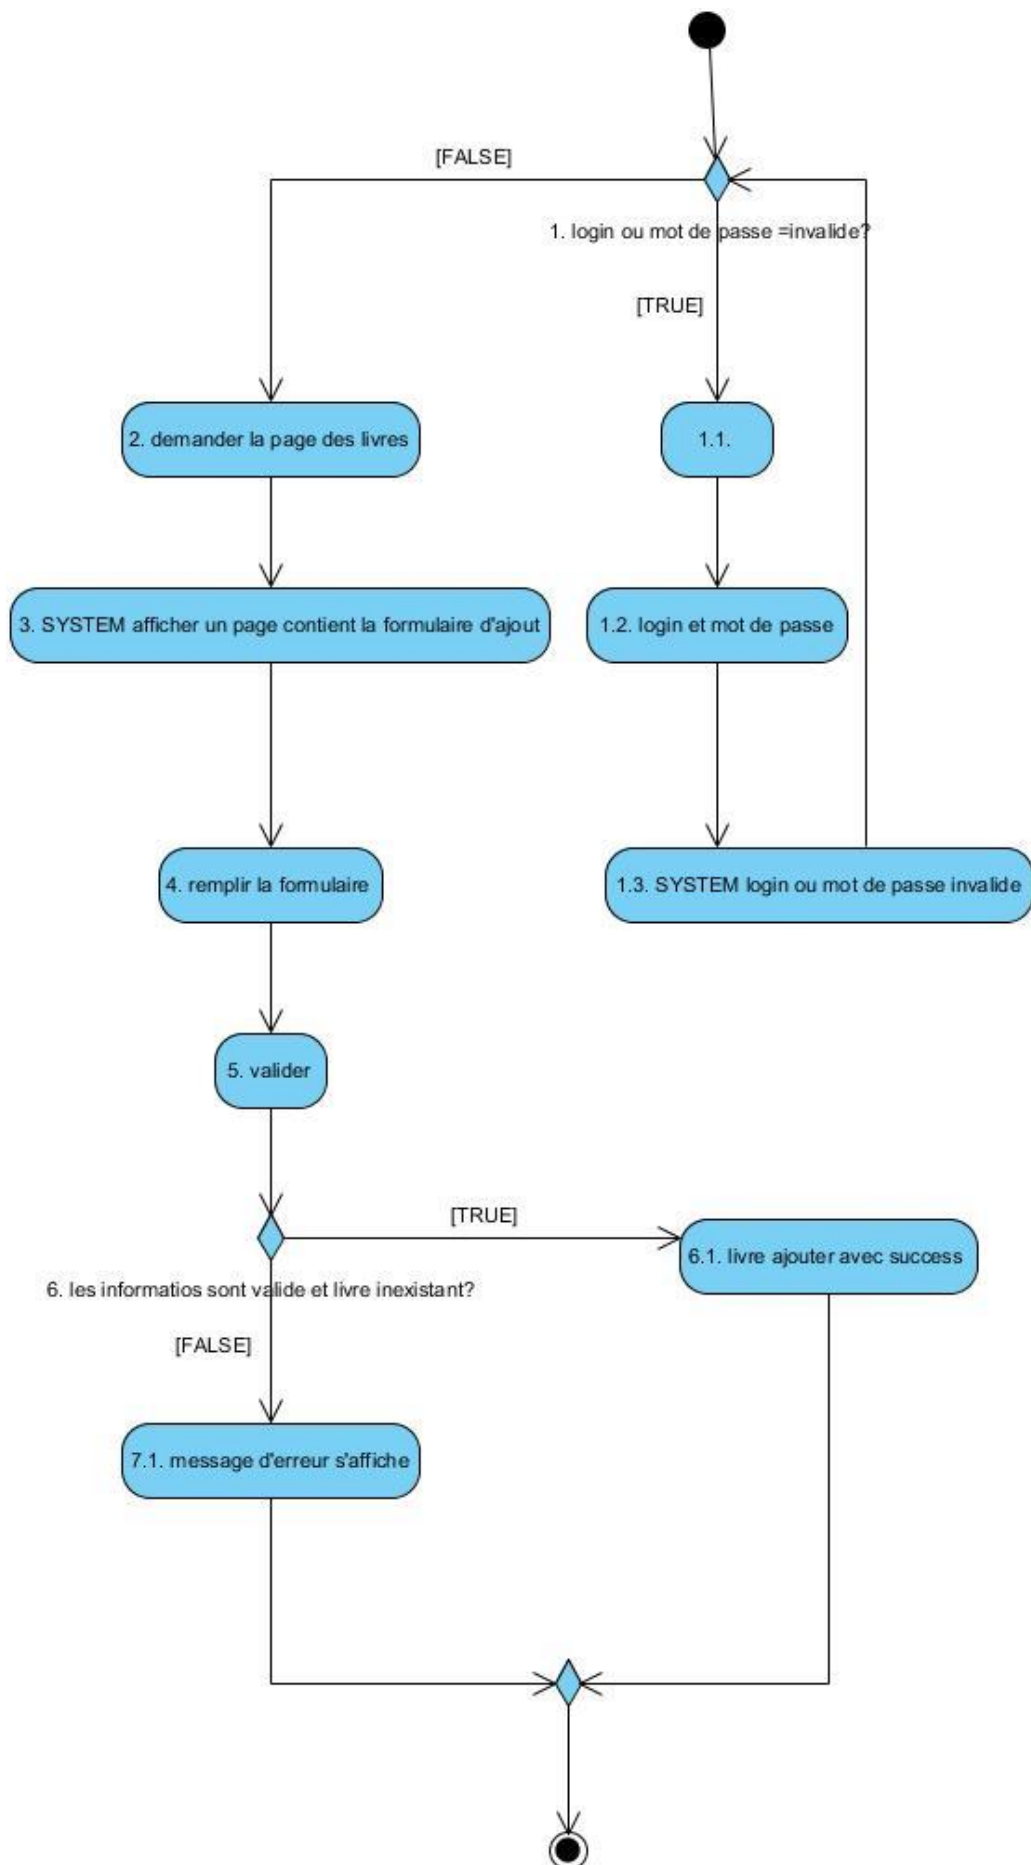 [FALSE]
1. login ou mot de passe =invalide?
[TRUE]
2. demander la page des livres
1.1.
3. SYSTEM afficher un page contient la formulaire d'ajout
1.2. login et mot de passe
4. remplir la formulaire
1.3. SYSTEM login ou mot de passe invalide
5. valider
[TRUE]
6.1. livre ajouter avec success
6. les informatios sont valide et livre inexistant?
[FALSE]
7.1. message d'erreur s'affiche